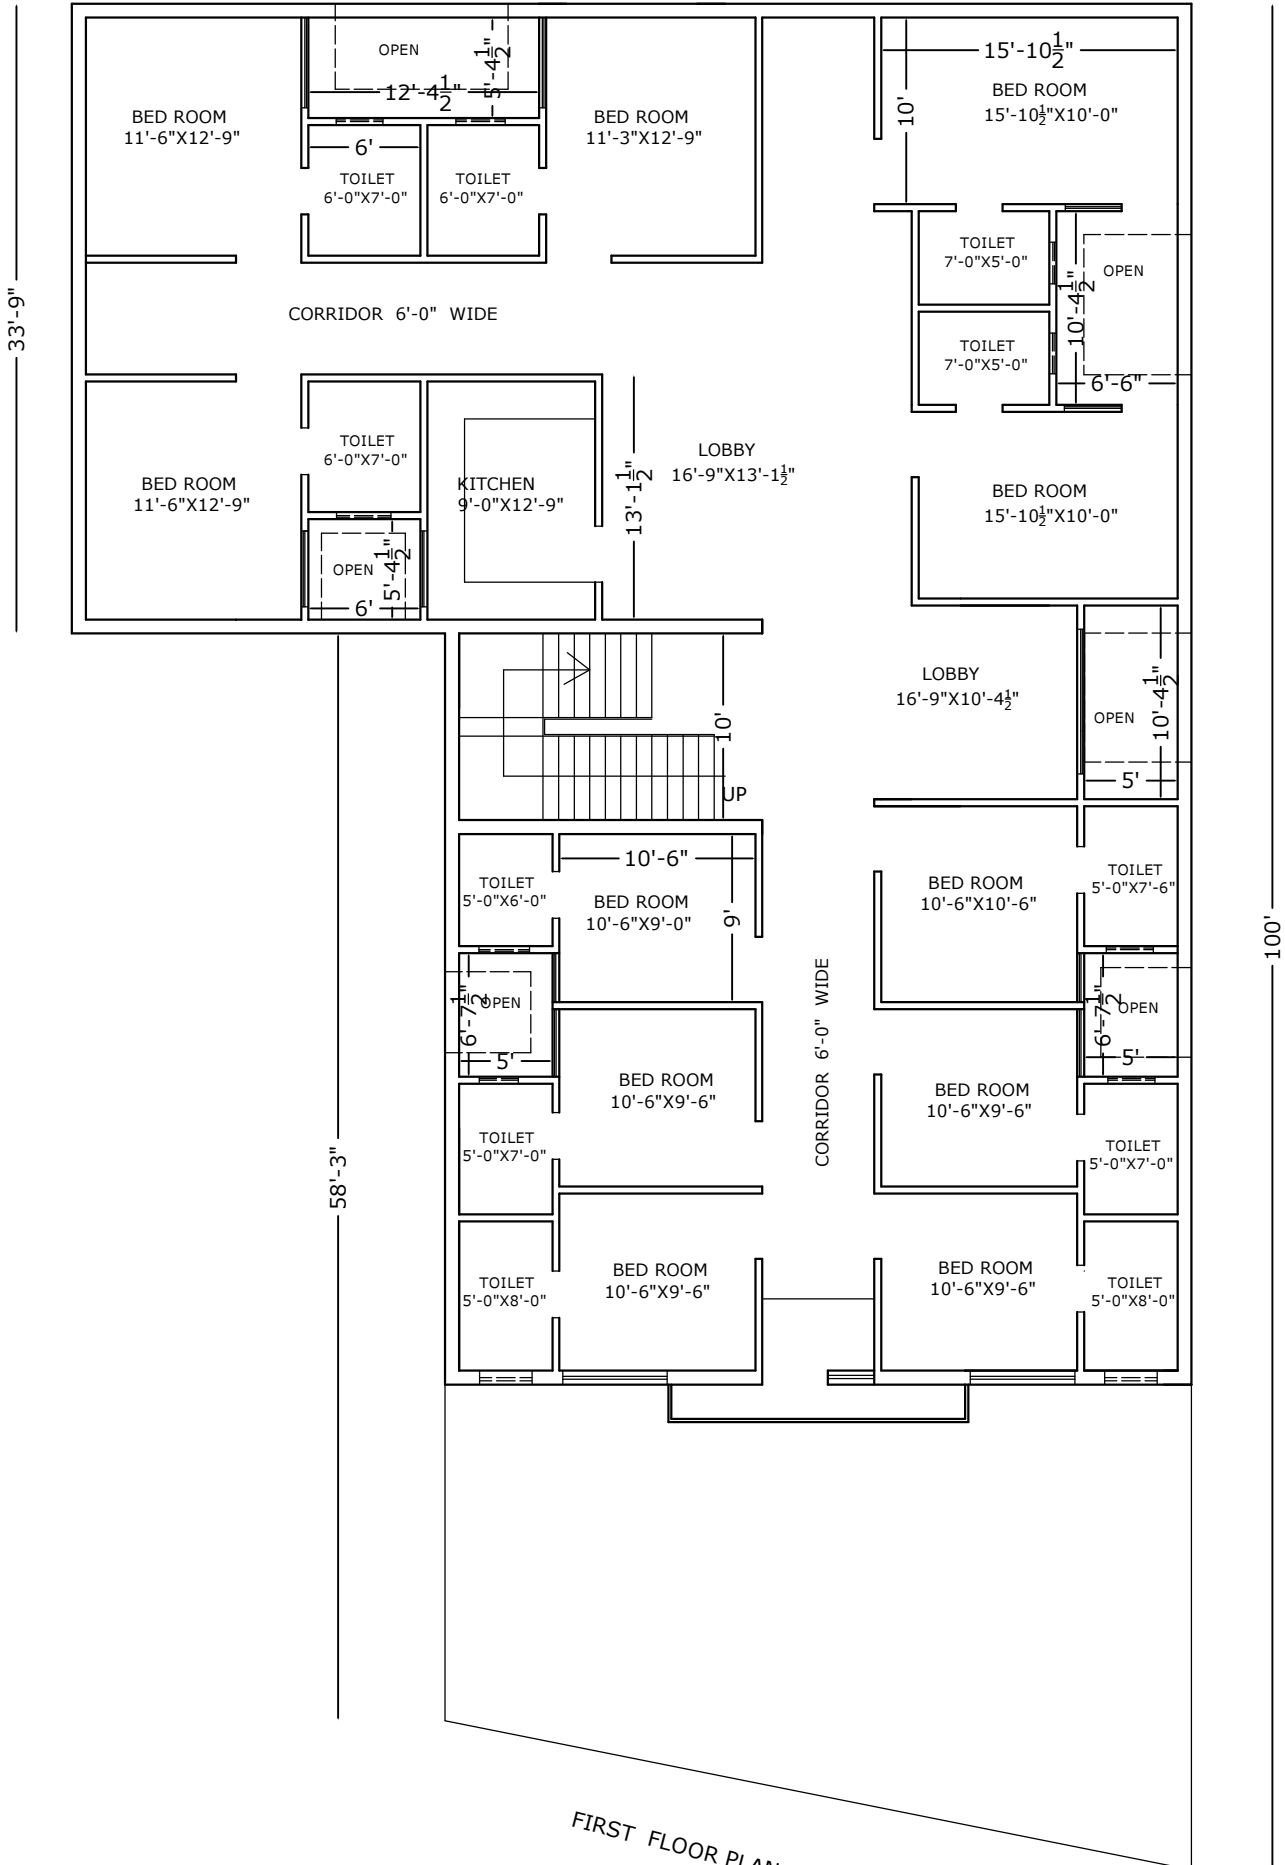 OPEN
5'-4½"
12'-4½"
15'-10½"
BED ROOM
11'-6"X12'-9"
BED ROOM
11'-3"X12'-9"
10'
BED ROOM
15'-10½"X10'-0"
6'
TOILET
6'-0"X7'-0"
TOILET
6'-0"X7'-0"
TOILET
7'-0"X5'-0"
OPEN
10'-4½"
33'-9"
CORRIDOR 6'-0" WIDE
TOILET
7'-0"X5'-0"
6'-6"
TOILET
6'-0"X7'-0"
LOBBY
16'-9"X13'-1½"
13'-1½"
BED ROOM
11'-6"X12'-9"
KITCHEN
9'-0"X12'-9"
BED ROOM
15'-10½"X10'-0"
OPEN
5'-4½"
6'
LOBBY
16'-9"X10'-4½"
10'-4½"
OPEN
10'
5'
UP
10'-6"
TOILET
5'-0"X6'-0"
BED ROOM
10'-6"X9'-0"
9'
BED ROOM
10'-6"X10'-6"
TOILET
5'-0"X7'-6"
100'
6'-7½"
OPEN
5'
CORRIDOR 6'-0" WIDE
6'-7½"
OPEN
5'
BED ROOM
10'-6"X9'-6"
BED ROOM
10'-6"X9'-6"
58'-3"
TOILET
5'-0"X7'-0"
TOILET
5'-0"X7'-0"
TOILET
5'-0"X8'-0"
BED ROOM
10'-6"X9'-6"
BED ROOM
10'-6"X9'-6"
TOILET
5'-0"X8'-0"
FIRST FLOOR PLAN